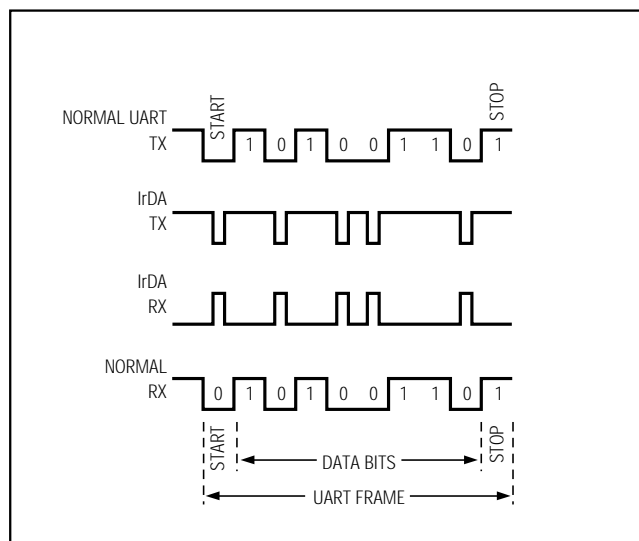 START
STOP
NORMAL UART
TX
1 0 1 0 0 1 1 0 1
IrDA
TX
IrDA
RX
NORMAL
RX
0 1 0 1 0 0 1 1 0 1
START
DATA BITS
STOP
UART FRAME